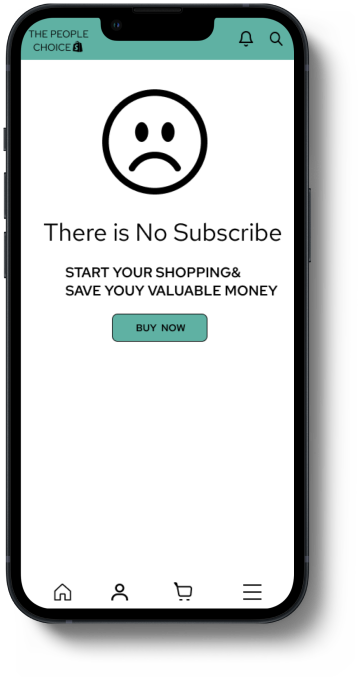 THE PEOPLE
CHOICE
There is No Subscribe
START YOUR SHOPPING&
SAVE YOUY VALUABLE MONEY
BUY NOW